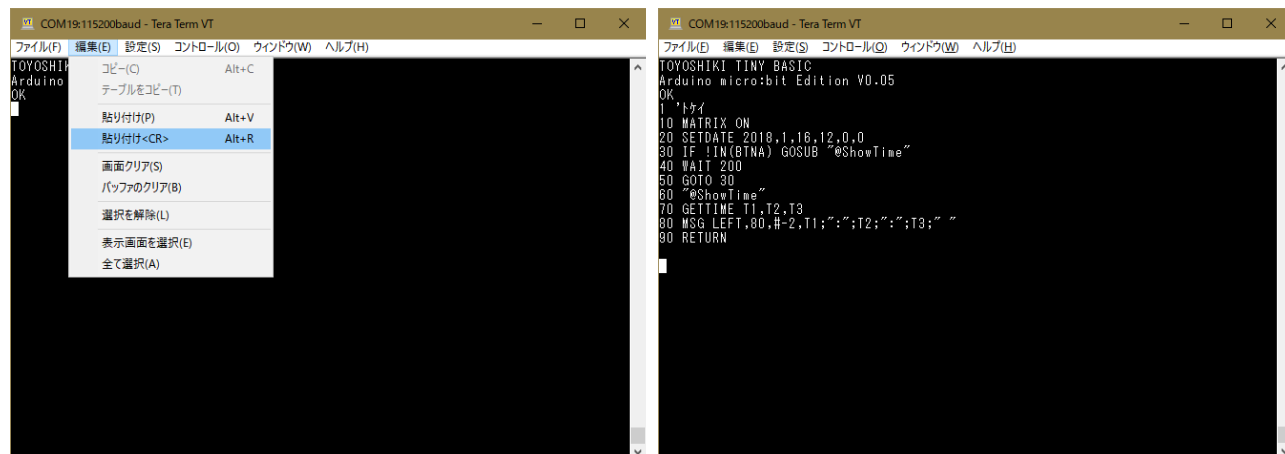 COM19:115200baud - Tera Term VT
ファイル(F) 編集(E) 設定(S) コントロール(O) ウィンドウ(W) ヘルプ(H)
TOYOSHIK
Arduino
OK
コピー(C) Alt+C
テーブルをコピー(T)
貼り付け(P) Alt+V
貼り付け<CR> Alt+R
画面クリア(S)
バッファのクリア(B)
選択を解除(L)
表示画面を選択(E)
全て選択(A)
COM19:115200baud - Tera Term VT
ファイル(F) 編集(E) 設定(S) コントロール(O) ウィンドウ(W) ヘルプ(H)
TOYOSHIKI TINY BASIC
Arduino micro:bit Edition V0.05
OK
1 'ﾄｹｲ
10 MATRIX ON
20 SETDATE 2018,1,16,12,0,0
30 IF !IN(BTNA) GOSUB "@ShowTime"
40 WAIT 200
50 GOTO 30
60 "@ShowTime"
70 GETTIME T1,T2,T3
80 MSG LEFT,80,#-2,T1;":";T2;":";T3;" "
90 RETURN